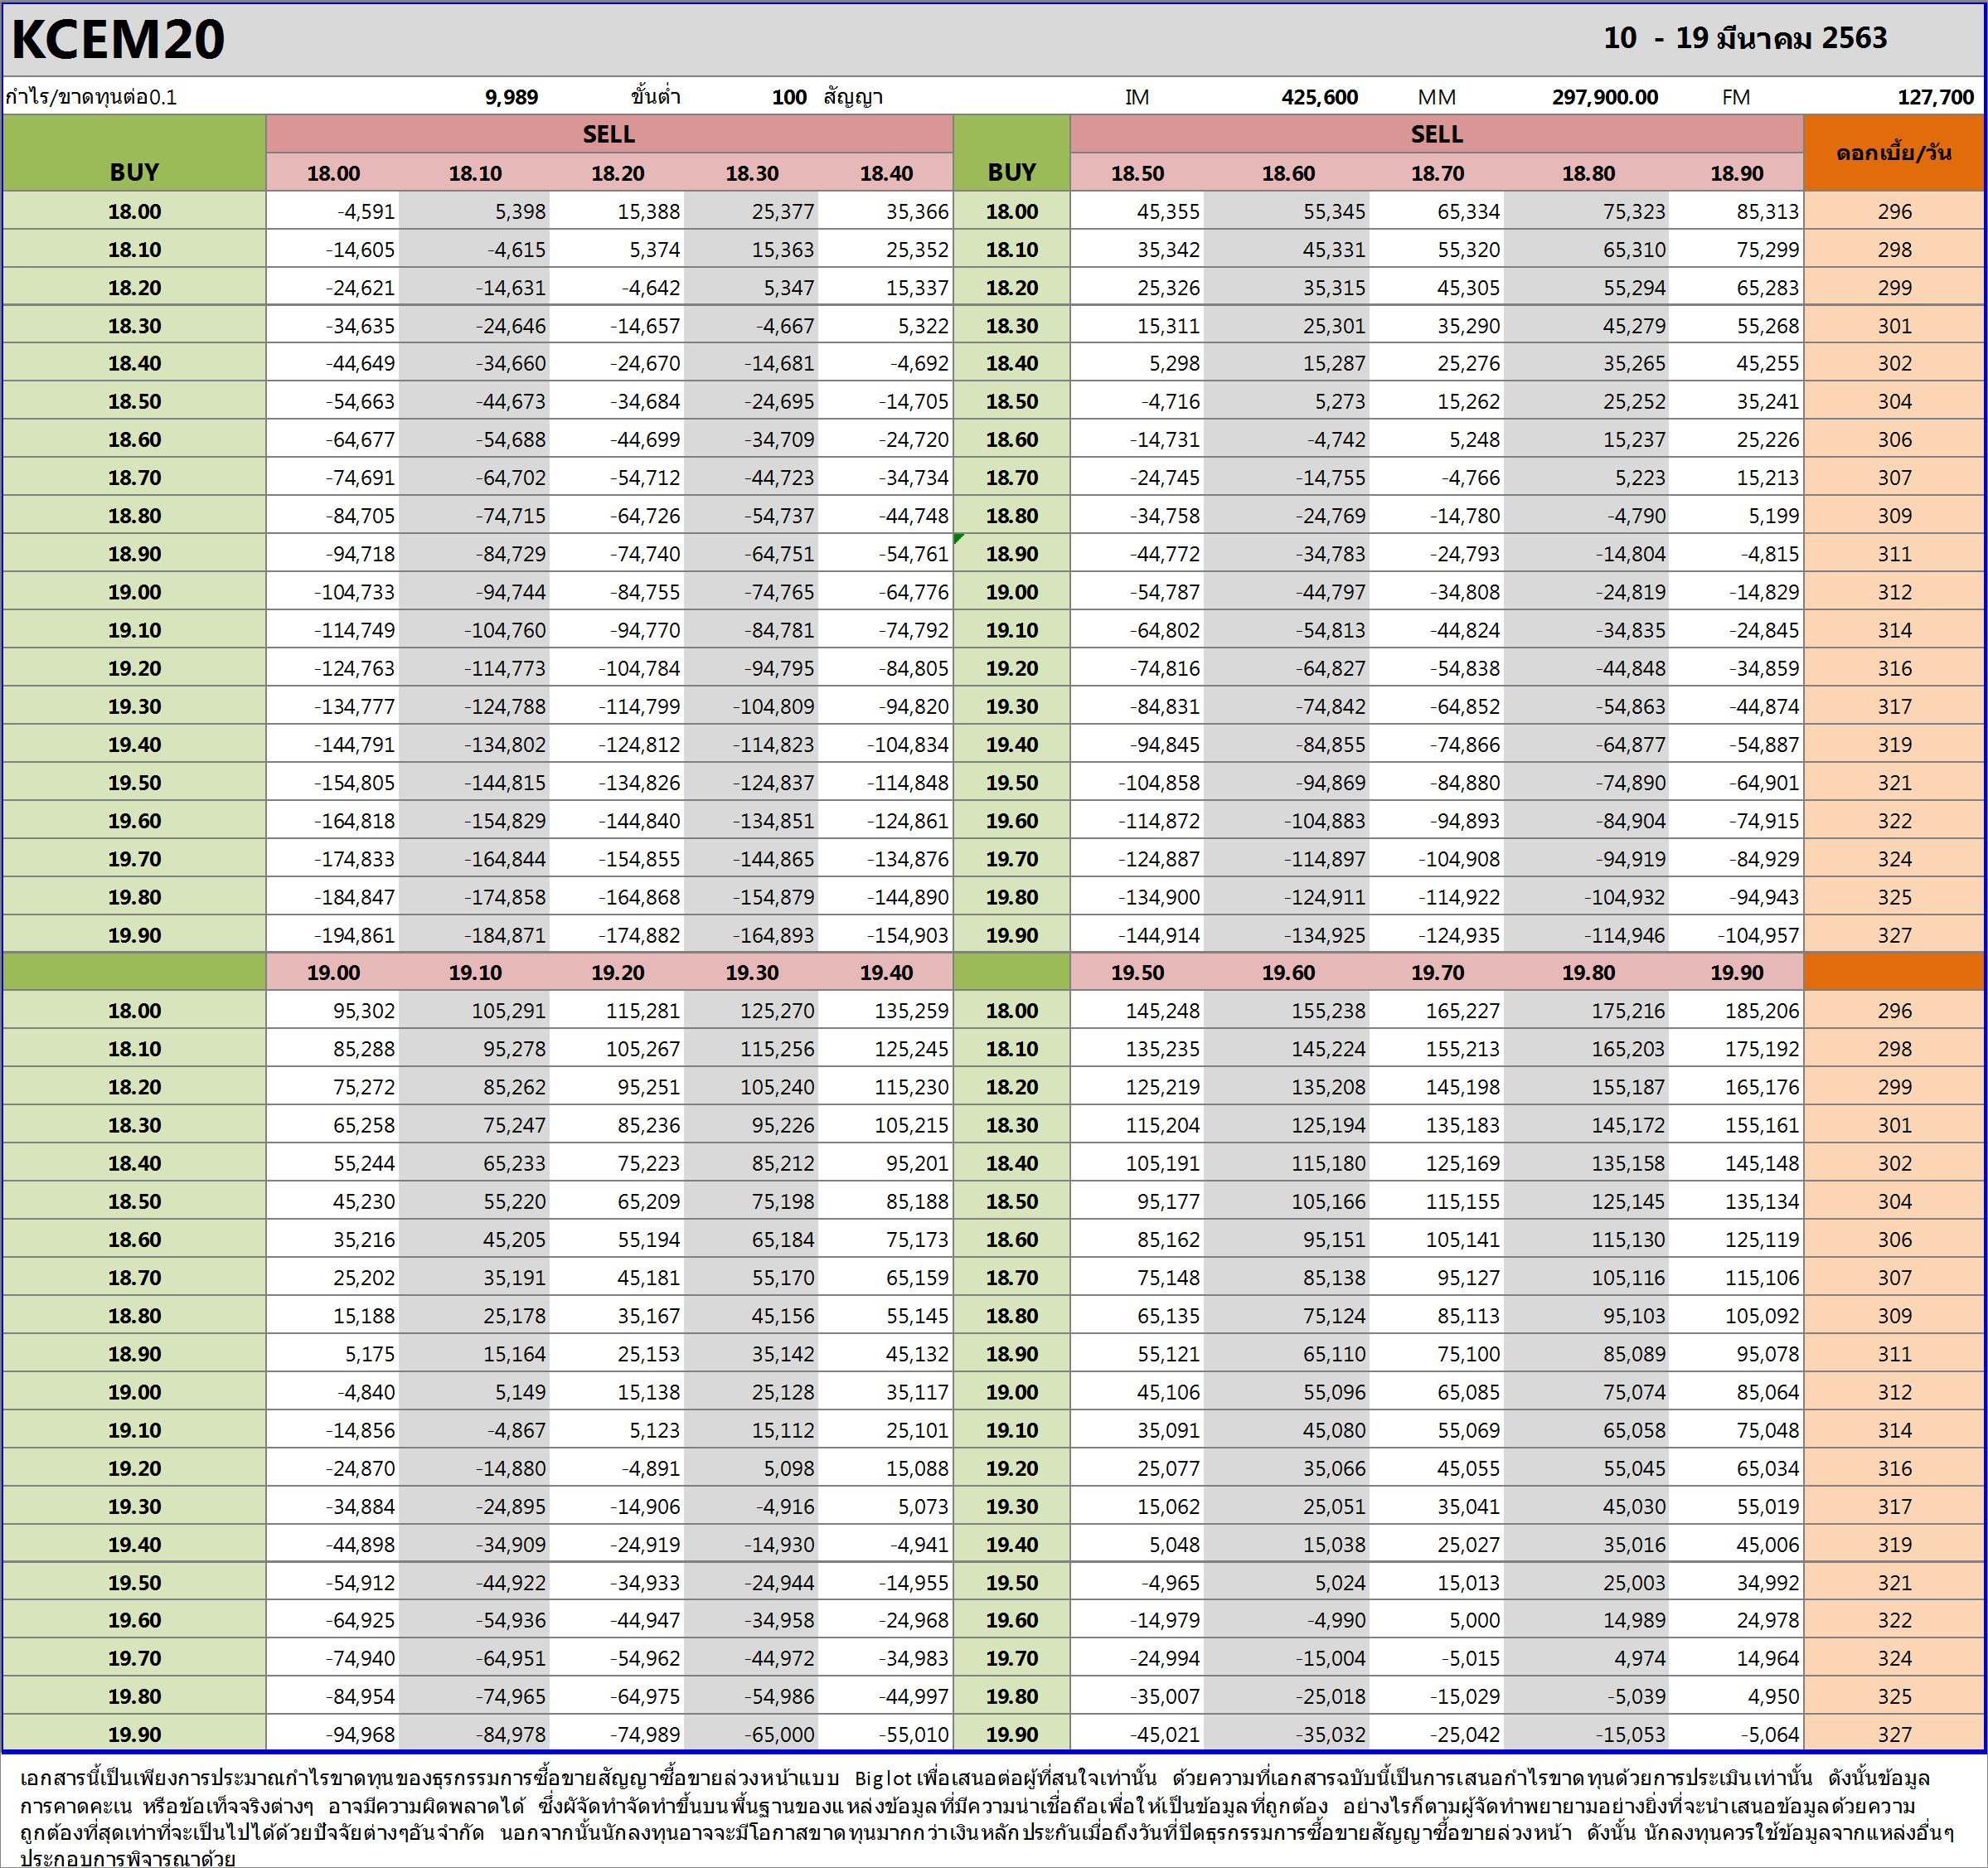 KCEM20 10 - 19 มีนาคม 2563
กำไร/ขาดทุนต่อ0.1 9,989 ขั้นต่ำ 100 สัญญา IM 425,600 MM 297,900.00 FM 127,700
SELL SELL
BUY 18.00 18.10 18.20 18.30 18.40 BUY 18.50 18.60 18.70 18.80 18.90 ดอกเบี้ย/วัน
18.00 -4,591 5,398 15,388 25,377 35,366 18.00 45,355 55,345 65,334 75,323 85,313 296
18.10 -14,605 -4,615 5,374 15,363 25,352 18.10 35,342 45,331 55,320 65,310 75,299 298
18.20 -24,621 -14,631 -4,642 5,347 15,337 18.20 25,326 35,315 45,305 55,294 65,283 299
18.30 -34,635 -24,646 -14,657 -4,667 5,322 18.30 15,311 25,301 35,290 45,279 55,268 301
18.40 -44,649 -34,660 -24,670 -14,681 -4,692 18.40 5,298 15,287 25,276 35,265 45,255 302
18.50 -54,663 -44,673 -34,684 -24,695 -14,705 18.50 -4,716 5,273 15,262 25,252 35,241 304
18.60 -64,677 -54,688 -44,699 -34,709 -24,720 18.60 -14,731 -4,742 5,248 15,237 25,226 306
18.70 -74,691 -64,702 -54,712 -44,723 -34,734 18.70 -24,745 -14,755 -4,766 5,223 15,213 307
18.80 -84,705 -74,715 -64,726 -54,737 -44,748 18.80 -34,758 -24,769 -14,780 -4,790 5,199 309
18.90 -94,718 -84,729 -74,740 -64,751 -54,761 18.90 -44,772 -34,783 -24,793 -14,804 -4,815 311
19.00 -104,733 -94,744 -84,755 -74,765 -64,776 19.00 -54,787 -44,797 -34,808 -24,819 -14,829 312
19.10 -114,749 -104,760 -94,770 -84,781 -74,792 19.10 -64,802 -54,813 -44,824 -34,835 -24,845 314
19.20 -124,763 -114,773 -104,784 -94,795 -84,805 19.20 -74,816 -64,827 -54,838 -44,848 -34,859 316
19.30 -134,777 -124,788 -114,799 -104,809 -94,820 19.30 -84,831 -74,842 -64,852 -54,863 -44,874 317
19.40 -144,791 -134,802 -124,812 -114,823 -104,834 19.40 -94,845 -84,855 -74,866 -64,877 -54,887 319
19.50 -154,805 -144,815 -134,826 -124,837 -114,848 19.50 -104,858 -94,869 -84,880 -74,890 -64,901 321
19.60 -164,818 -154,829 -144,840 -134,851 -124,861 19.60 -114,872 -104,883 -94,893 -84,904 -74,915 322
19.70 -174,833 -164,844 -154,855 -144,865 -134,876 19.70 -124,887 -114,897 -104,908 -94,919 -84,929 324
19.80 -184,847 -174,858 -164,868 -154,879 -144,890 19.80 -134,900 -124,911 -114,922 -104,932 -94,943 325
19.90 -194,861 -184,871 -174,882 -164,893 -154,903 19.90 -144,914 -134,925 -124,935 -114,946 -104,957 327
19.00 19.10 19.20 19.30 19.40 19.50 19.60 19.70 19.80 19.90
18.00 95,302 105,291 115,281 125,270 135,259 18.00 145,248 155,238 165,227 175,216 185,206 296
18.10 85,288 95,278 105,267 115,256 125,245 18.10 135,235 145,224 155,213 165,203 175,192 298
18.20 75,272 85,262 95,251 105,240 115,230 18.20 125,219 135,208 145,198 155,187 165,176 299
18.30 65,258 75,247 85,236 95,226 105,215 18.30 115,204 125,194 135,183 145,172 155,161 301
18.40 55,244 65,233 75,223 85,212 95,201 18.40 105,191 115,180 125,169 135,158 145,148 302
18.50 45,230 55,220 65,209 75,198 85,188 18.50 95,177 105,166 115,155 125,145 135,134 304
18.60 35,216 45,205 55,194 65,184 75,173 18.60 85,162 95,151 105,141 115,130 125,119 306
18.70 25,202 35,191 45,181 55,170 65,159 18.70 75,148 85,138 95,127 105,116 115,106 307
18.80 15,188 25,178 35,167 45,156 55,145 18.80 65,135 75,124 85,113 95,103 105,092 309
18.90 5,175 15,164 25,153 35,142 45,132 18.90 55,121 65,110 75,100 85,089 95,078 311
19.00 -4,840 5,149 15,138 25,128 35,117 19.00 45,106 55,096 65,085 75,074 85,064 312
19.10 -14,856 -4,867 5,123 15,112 25,101 19.10 35,091 45,080 55,069 65,058 75,048 314
19.20 -24,870 -14,880 -4,891 5,098 15,088 19.20 25,077 35,066 45,055 55,045 65,034 316
19.30 -34,884 -24,895 -14,906 -4,916 5,073 19.30 15,062 25,051 35,041 45,030 55,019 317
19.40 -44,898 -34,909 -24,919 -14,930 -4,941 19.40 5,048 15,038 25,027 35,016 45,006 319
19.50 -54,912 -44,922 -34,933 -24,944 -14,955 19.50 -4,965 5,024 15,013 25,003 34,992 321
19.60 -64,925 -54,936 -44,947 -34,958 -24,968 19.60 -14,979 -4,990 5,000 14,989 24,978 322
19.70 -74,940 -64,951 -54,962 -44,972 -34,983 19.70 -24,994 -15,004 -5,015 4,974 14,964 324
19.80 -84,954 -74,965 -64,975 -54,986 -44,997 19.80 -35,007 -25,018 -15,029 -5,039 4,950 325
19.90 -94,968 -84,978 -74,989 -65,000 -55,010 19.90 -45,021 -35,032 -25,042 -15,053 -5,064 327
เอกสารนี้เป็นเพียงการประมาณกำไรขาดทุนของธุรกรรมการซื้อขายสัญญาซื้อขายล่วงหน้าแบบ Big lot เพื่อเสนอต่อผู้ที่สนใจเท่านั้น ด้วยความที่เอกสารฉบับนี้เป็นการเสนอกำไรขาดทุนด้วยการประเมินเท่านั้น ดังนั้นข้อมูล
การคาดคะเน หรือข้อเท็จจริงต่างๆ อาจมีความผิดพลาดได้ ซึ่งผัจัดทำจัดทำขึ้นบนพื้นฐานของแหล่งข้อมูลที่มีความน่าเชื่อถือเพื่อให้เป็นข้อมูลที่ถูกต้อง อย่างไรก็ตามผู้จัดทำพยายามอย่างยิ่งที่จะนำเสนอข้อมูลด้วยความ
ถูกต้องที่สุดเท่าที่จะเป็นไปได้ด้วยปัจจัยต่างๆอันจำกัด นอกจากนั้นนักลงทุนอาจจะมีโอกาสขาดทุนมากกว่าเงินหลักประกันเมื่อถึงวันที่ปิดธุรกรรมการซื้อขายสัญญาซื้อขายล่วงหน้า ดังนั้น นักลงทุนควรใช้ข้อมูลจากแหล่งอื่นๆ
ประกอบการพิจารณาด้วย